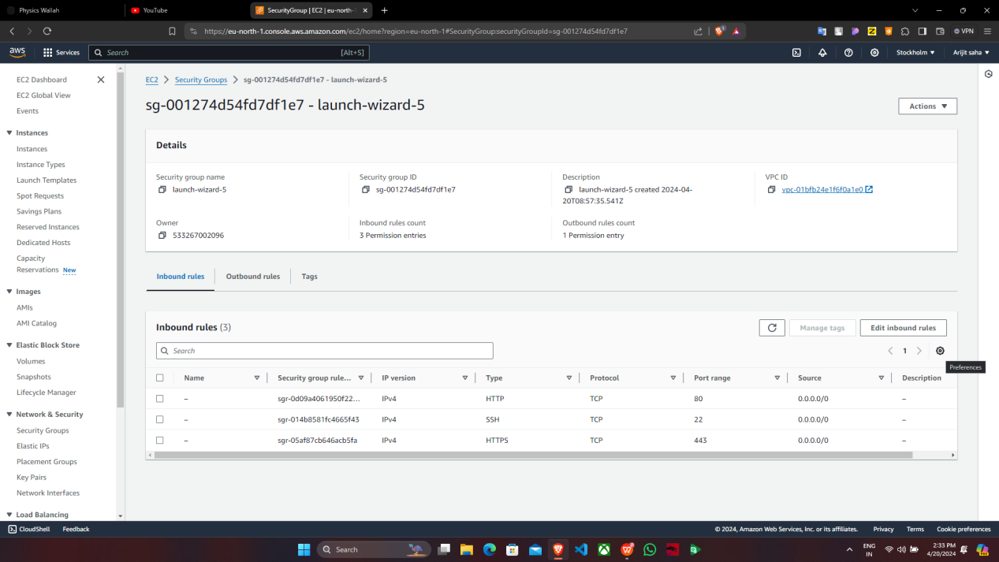 Physics Wallah
YouTube
SecurityGroup | EC2 | eu-north-1
https://eu-north-1.console.aws.amazon.com/ec2/home?region=eu-north-1#SecurityGroup:securityGroupId=sg-001274d54fd7df1e7
1
VPN
aws
Services
Search
[Alt+S]
Stockholm
Arijit saha
EC2 Dashboard
EC2 Global View
Events
Instances
Instances
Instance Types
Launch Templates
Spot Requests
Savings Plans
Reserved Instances
Dedicated Hosts
Capacity
Reservations New
Images
AMIs
AMI Catalog
Elastic Block Store
Volumes
Snapshots
Lifecycle Manager
Network & Security
Security Groups
Elastic IPs
Placement Groups
Key Pairs
Network Interfaces
Load Balancing
EC2 > Security Groups > sg-001274d54fd7df1e7 - launch-wizard-5
sg-001274d54fd7df1e7 - launch-wizard-5
Actions
Details
Security group name
launch-wizard-5
Security group ID
sg-001274d54fd7df1e7
Description
launch-wizard-5 created 2024-04-
20T08:57:35.541Z
VPC ID
vpc-01bfb24e1f6f0a1e0
Owner
533267002096
Inbound rules count
3 Permission entries
Outbound rules count
1 Permission entry
Inbound rules
Outbound rules
Tags
Inbound rules (3)
Manage tags
Edit inbound rules
Search
1
Preferences
Name Security group rule... IP version Type Protocol Port range Source Description
– sgr-0d09a4061950f22... IPv4 HTTP TCP 80 0.0.0.0/0 –
– sgr-014b8581fc4665f43 IPv4 SSH TCP 22 0.0.0.0/0 –
– sgr-05af87cb646acb5fa IPv4 HTTPS TCP 443 0.0.0.0/0 –
CloudShell
Feedback
© 2024, Amazon Web Services, Inc. or its affiliates.
Privacy
Terms
Cookie preferences
Search
ENG
IN
2:33 PM
4/20/2024